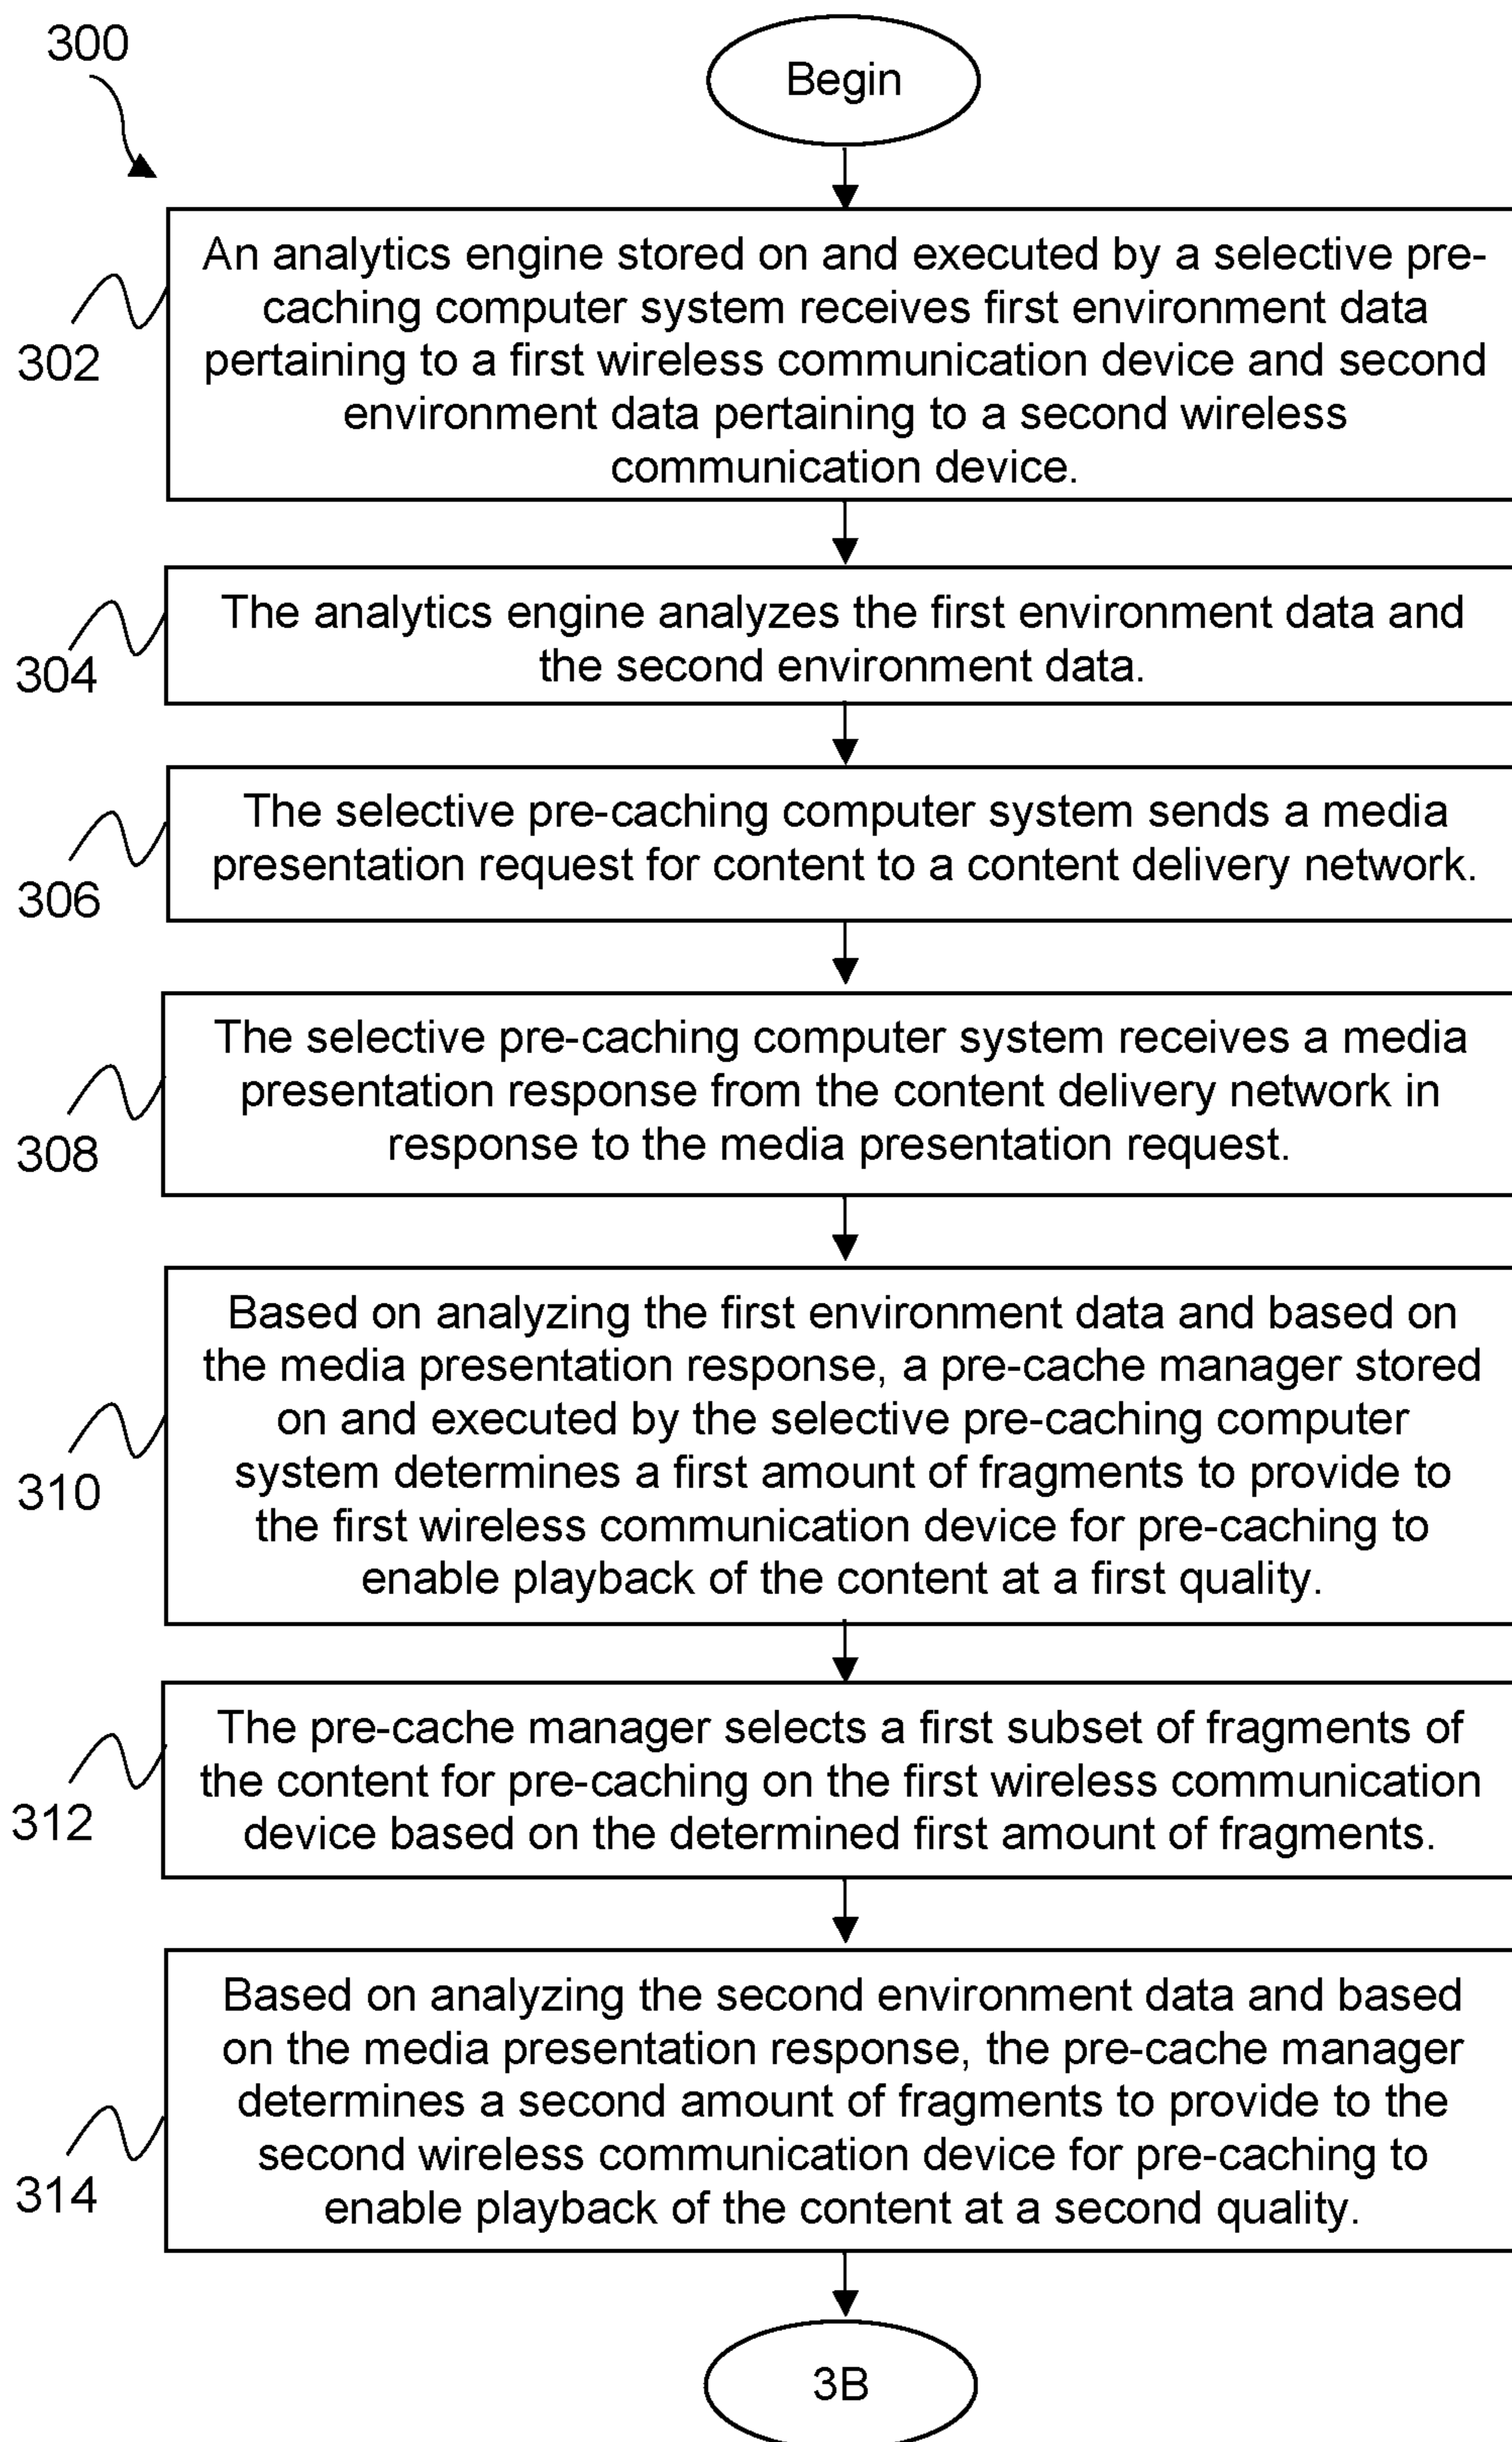 300
Begin
An analytics engine stored on and executed by a selective pre-
caching computer system receives first environment data
pertaining to a first wireless communication device and second
environment data pertaining to a second wireless
communication device.
302
The analytics engine analyzes the first environment data and
the second environment data.
304
The selective pre-caching computer system sends a media
presentation request for content to a content delivery network.
306
The selective pre-caching computer system receives a media
presentation response from the content delivery network in
response to the media presentation request.
308
Based on analyzing the first environment data and based on
the media presentation response, a pre-cache manager stored
on and executed by the selective pre-caching computer
system determines a first amount of fragments to provide to
the first wireless communication device for pre-caching to
enable playback of the content at a first quality.
310
The pre-cache manager selects a first subset of fragments of
the content for pre-caching on the first wireless communication
device based on the determined first amount of fragments.
312
Based on analyzing the second environment data and based
on the media presentation response, the pre-cache manager
determines a second amount of fragments to provide to the
second wireless communication device for pre-caching to
enable playback of the content at a second quality.
314
3B